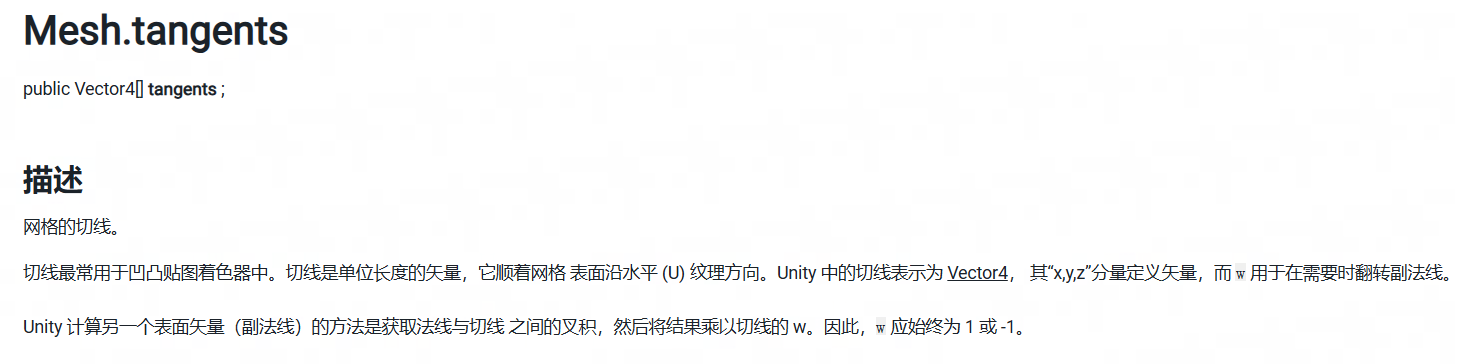 Mesh.tangents
public Vector4[] tangents ;
描述
网格的切线。
切线最常用于凹凸贴图着色器中。切线是单位长度的矢量，它顺着网格 表面沿水平 (U) 纹理方向。Unity 中的切线表示为 Vector4， 其“x,y,z”分量定义矢量，而 w 用于在需要时翻转副法线。
Unity 计算另一个表面矢量（副法线）的方法是获取法线与切线 之间的叉积，然后将结果乘以切线的 w。因此，w 应始终为 1 或 -1。